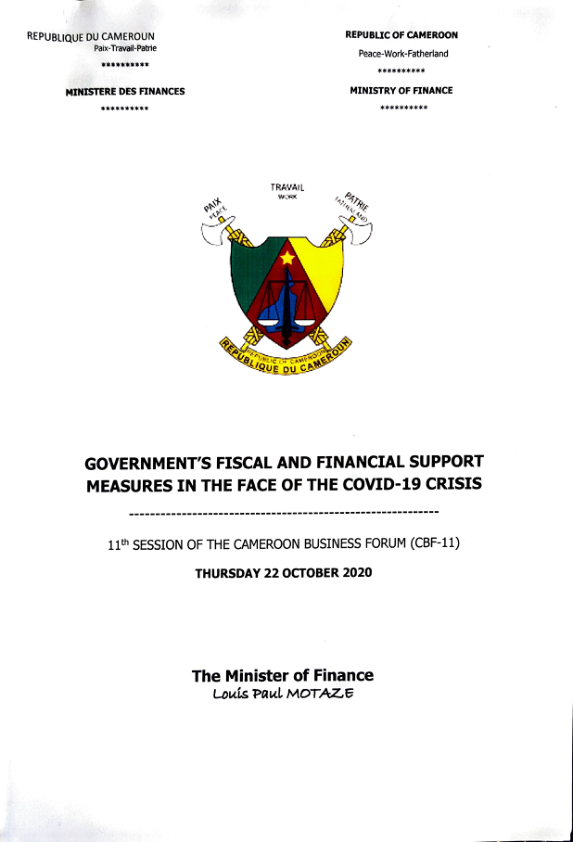 REPUBLIQUE DU CAMEROUN
Paix-Travail-Patrie
**********
MINISTERE DES FINANCES
**********
REPUBLIC OF CAMEROON
Peace-Work-Fatherland
**********
MINISTRY OF FINANCE
**********
TRAVAIL
WORK
PAIX
PEACE
PATRIE
FATHERLAND
REPUBLIC OF CAMEROON
REPUBLIQUE DU CAMEROUN
GOVERNMENT'S FISCAL AND FINANCIAL SUPPORT
MEASURES IN THE FACE OF THE COVID-19 CRISIS
------------------------------------------------------------
11th SESSION OF THE CAMEROON BUSINESS FORUM (CBF-11)
THURSDAY 22 OCTOBER 2020
The Minister of Finance
Louis Paul MOTAZE